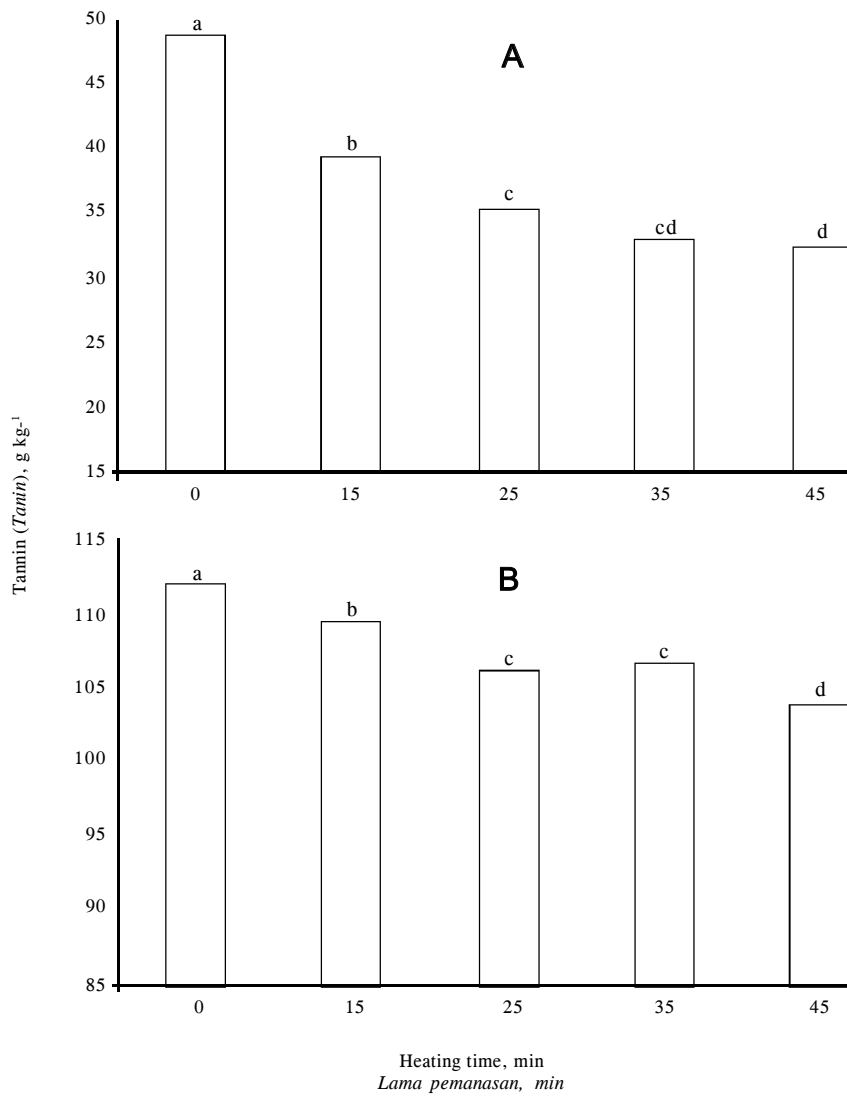 50
a
A
45
40
b
35
c
cd
d
30
25
20
15
0 15 25 35 45
Tannin (Tanin), g kg-¹
115
a
B
110
b
c
c
105
d
100
95
90
85
0 15 25 35 45
Heating time, min
Lama pemanasan, min